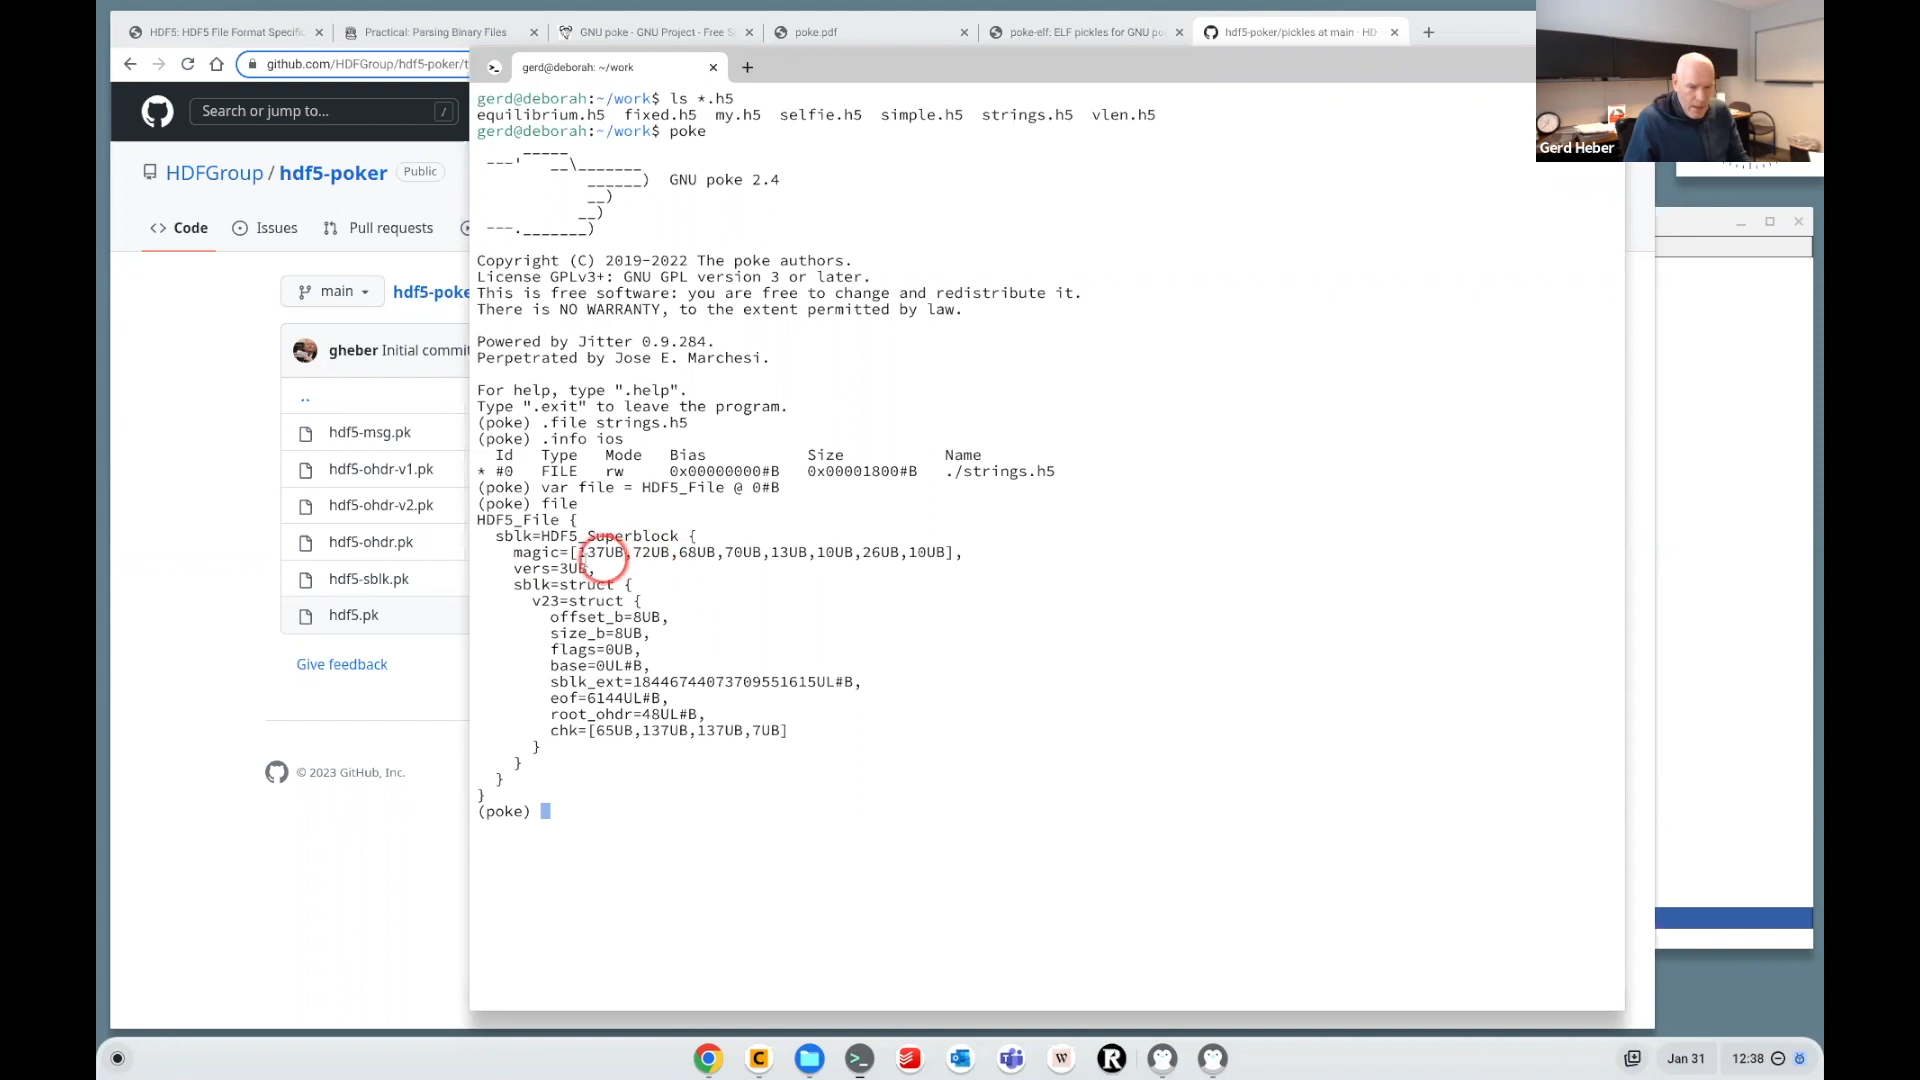 HDF5: HDF5 File Format Specific
Practical: Parsing Binary Files
GNU poke - GNU Project - Free S
poke.pdf
poke-elf: ELF pickles for GNU po
hdf5-poker/pickles at main · HD
github.com/HDFGroup/hdf5-poker/t
gerd@deborah: ~/work
Search or jump to...
/
HDFGroup / hdf5-poker
Public
Code
Issues
Pull requests
main
hdf5-poke
gheber Initial commit
..
hdf5-msg.pk
hdf5-ohdr-v1.pk
hdf5-ohdr-v2.pk
hdf5-ohdr.pk
hdf5-sblk.pk
hdf5.pk
Give feedback
© 2023 GitHub, Inc.
gerd@deborah:~/work$ ls *.h5
equilibrium.h5  fixed.h5  my.h5  selfie.h5  simple.h5  strings.h5  vlen.h5
gerd@deborah:~/work$ poke
GNU poke 2.4
Copyright (C) 2019-2022 The poke authors.
License GPLv3+: GNU GPL version 3 or later.
This is free software: you are free to change and redistribute it.
There is NO WARRANTY, to the extent permitted by law.
Powered by Jitter 0.9.284.
Perpetrated by Jose E. Marchesi.
For help, type ".help".
Type ".exit" to leave the program.
(poke) .file strings.h5
(poke) .info ios
Id   Type   Mode   Bias   Size   Name
* #0   FILE   rw   0x00000000#B   0x00001800#B   ./strings.h5
(poke) var file = HDF5_File @ 0#B
(poke) file
HDF5_File {
sblk=HDF5_Superblock {
magic=[137UB,72UB,68UB,70UB,13UB,10UB,26UB,10UB],
vers=3UB,
sblk=struct {
v23=struct {
offset_b=8UB,
size_b=8UB,
flags=0UB,
base=0UL#B,
sblk_ext=18446744073709551615UL#B,
eof=6144UL#B,
root_ohdr=48UL#B,
chk=[65UB,137UB,137UB,7UB]
}
}
}
}
(poke)
Gerd Heber
Jan 31
12:38